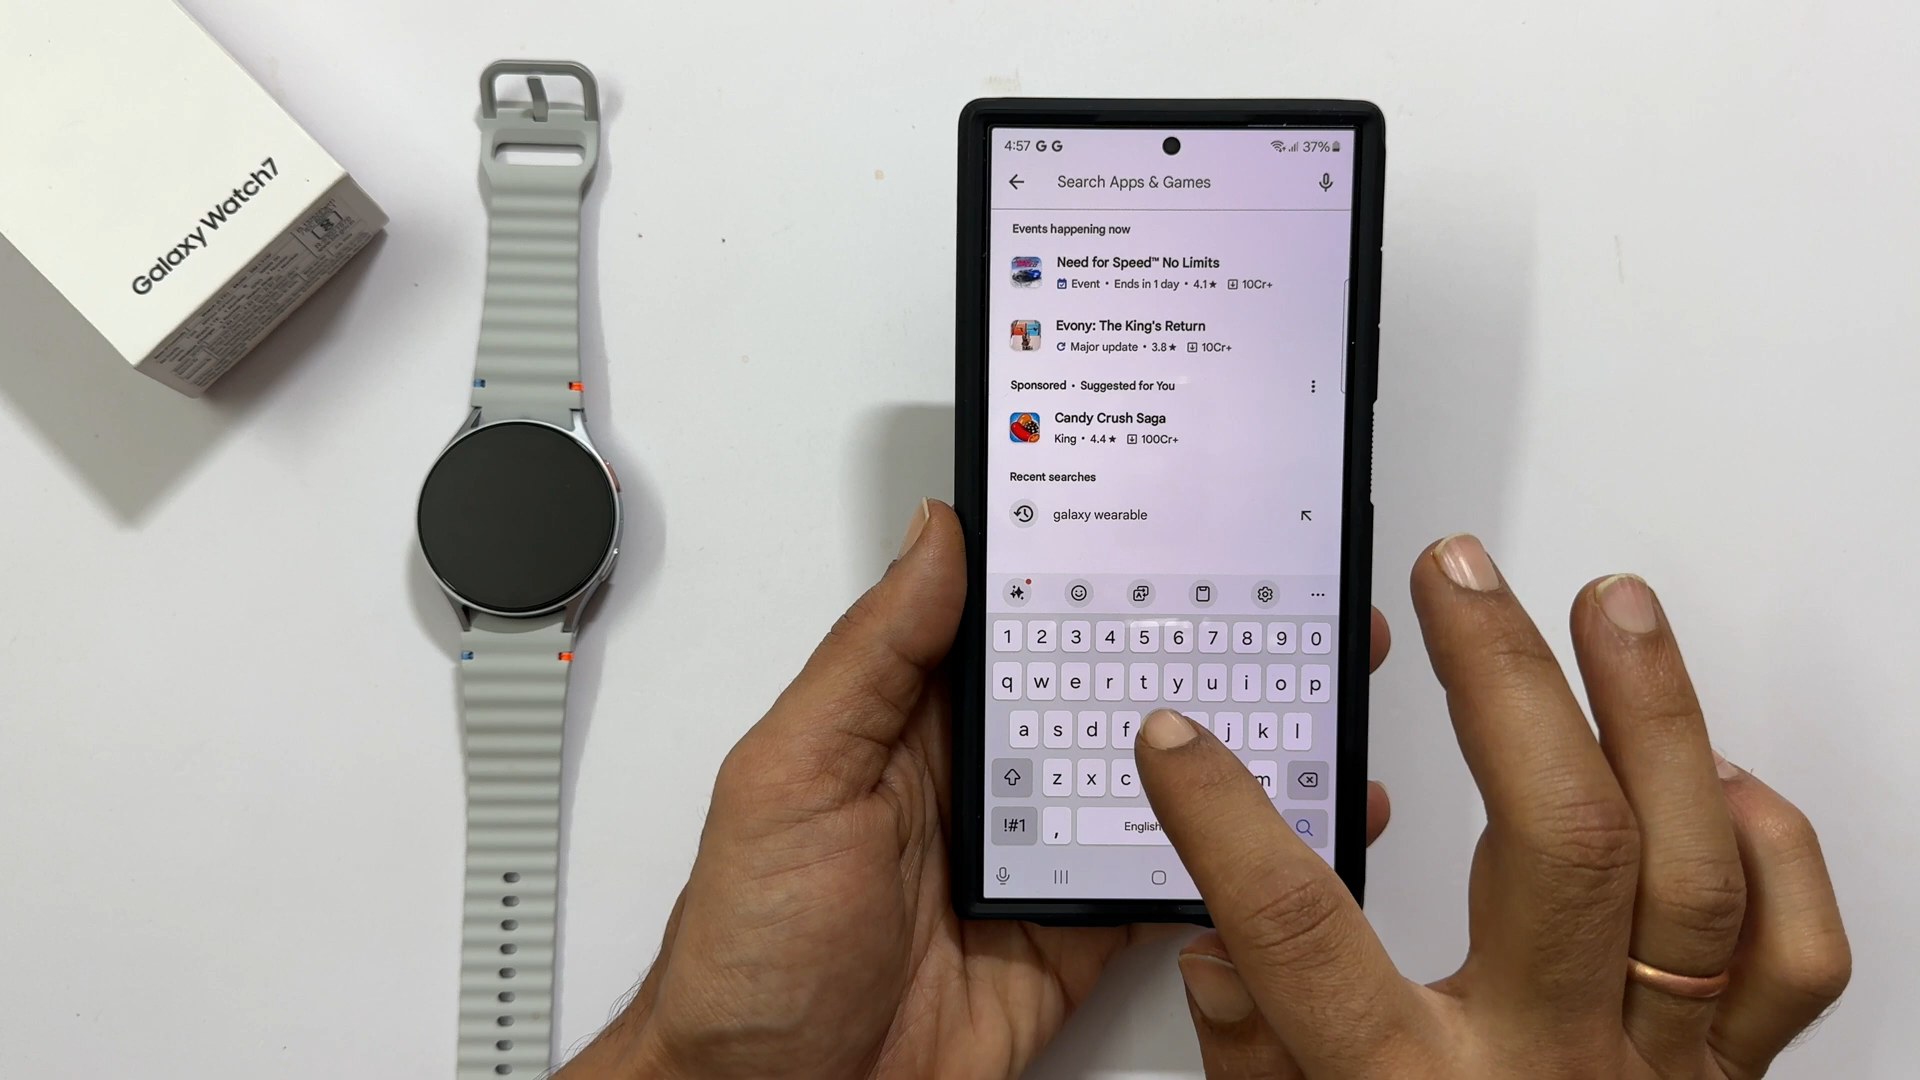 Galaxy Watch7
4:57 G G 37%
Search Apps & Games
Events happening now
Need for Speed™ No Limits
Event • Ends in 1 day • 4.1★ 10Cr+
Evony: The King's Return
Major update • 3.8★ 10Cr+
Sponsored • Suggested for You
Candy Crush Saga
King • 4.4★ 100Cr+
Recent searches
galaxy wearable
1 2 3 4 5 6 7 8 9 0
q w e r t y u i o p
a s d f j k l
z x c m
!#1 , English